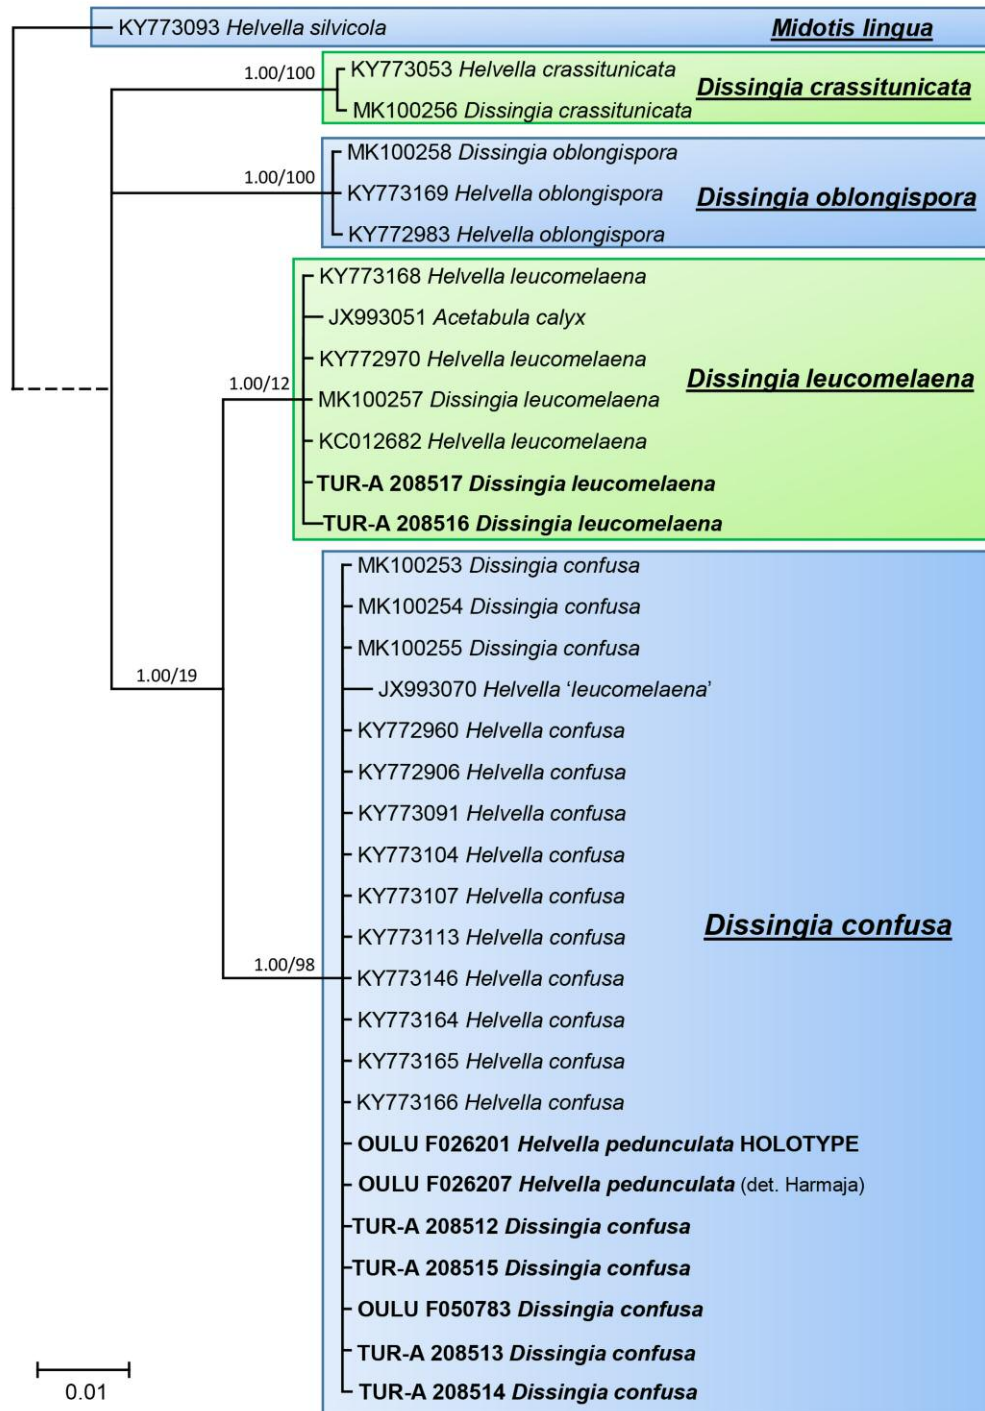 KY773093 Helvella silvicola
Midotis lingua
1.00/100
KY773053 Helvella crassitunicata
MK100256 Dissingia crassitunicata
Dissingia crassitunicata
1.00/100
MK100258 Dissingia oblongispora
KY773169 Helvella oblongispora
KY772983 Helvella oblongispora
Dissingia oblongispora
1.00/12
KY773168 Helvella leucomelaena
JX993051 Acetabula calyx
KY772970 Helvella leucomelaena
MK100257 Dissingia leucomelaena
KC012682 Helvella leucomelaena
TUR-A 208517 Dissingia leucomelaena
TUR-A 208516 Dissingia leucomelaena
Dissingia leucomelaena
1.00/19
1.00/98
MK100253 Dissingia confusa
MK100254 Dissingia confusa
MK100255 Dissingia confusa
JX993070 Helvella ‘leucomelaena’
KY772960 Helvella confusa
KY772906 Helvella confusa
KY773091 Helvella confusa
KY773104 Helvella confusa
KY773107 Helvella confusa
KY773113 Helvella confusa
KY773146 Helvella confusa
KY773164 Helvella confusa
KY773165 Helvella confusa
KY773166 Helvella confusa
OULU F026201 Helvella pedunculata HOLOTYPE
OULU F026207 Helvella pedunculata (det. Harmaja)
TUR-A 208512 Dissingia confusa
TUR-A 208515 Dissingia confusa
OULU F050783 Dissingia confusa
TUR-A 208513 Dissingia confusa
TUR-A 208514 Dissingia confusa
Dissingia confusa
0.01